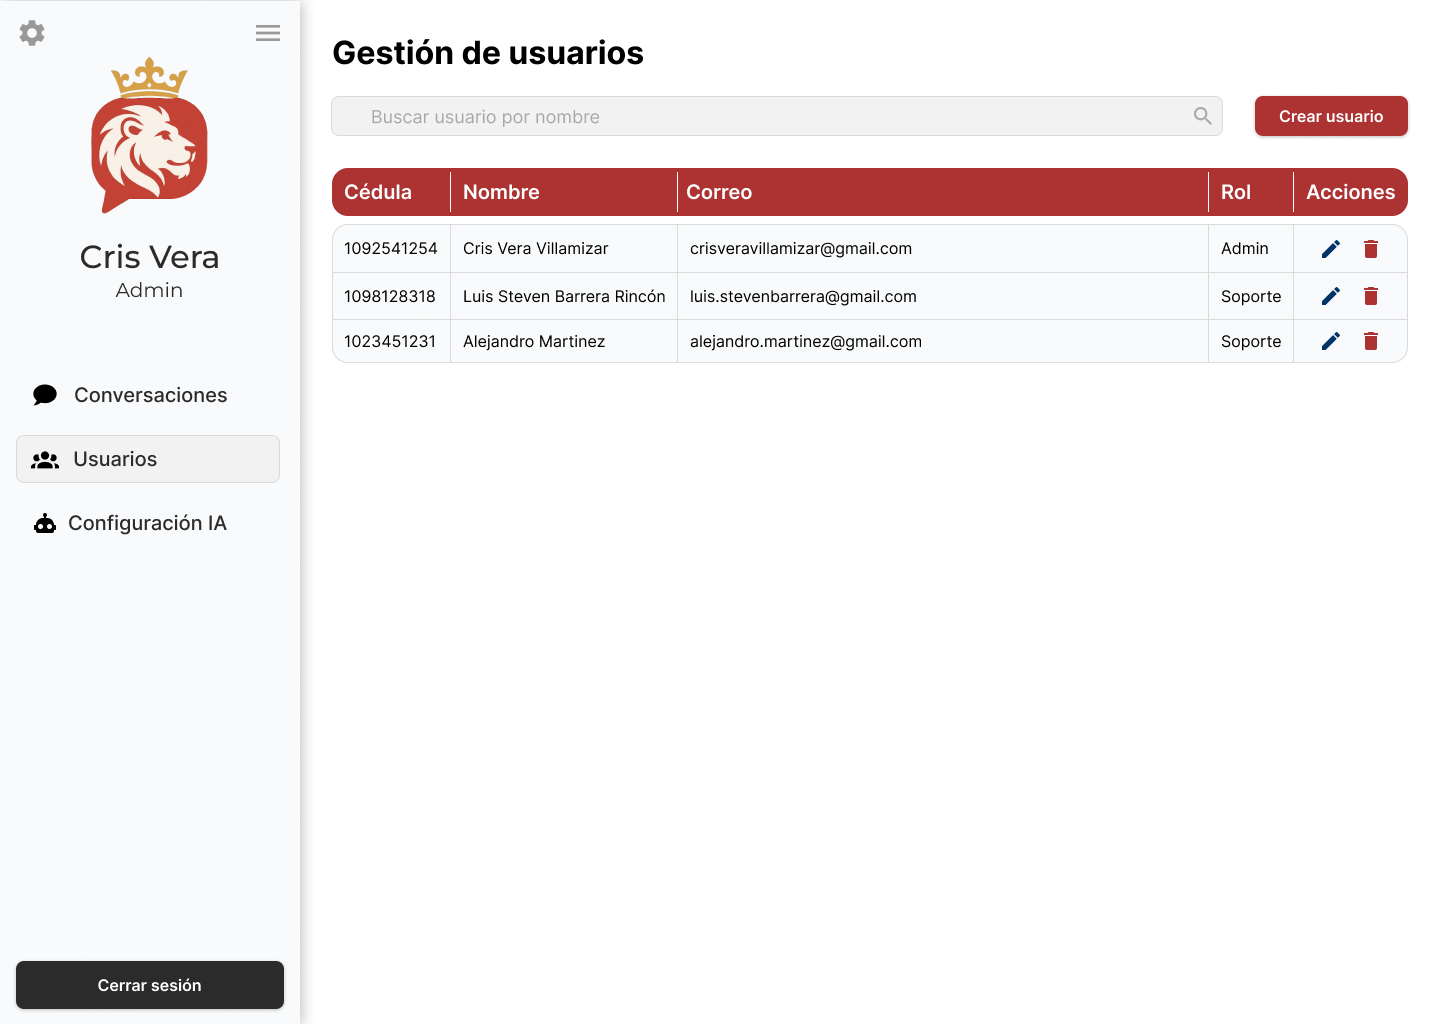 Cris Vera
Admin
Conversaciones
Usuarios
Configuración IA
Cerrar sesión
Gestión de usuarios
Buscar usuario por nombre
Crear usuario
Cédula Nombre Correo Rol Acciones
1092541254 Cris Vera Villamizar crisveravillamizar@gmail.com Admin
1098128318 Luis Steven Barrera Rincón luis.stevenbarrera@gmail.com Soporte
1023451231 Alejandro Martinez alejandro.martinez@gmail.com Soporte